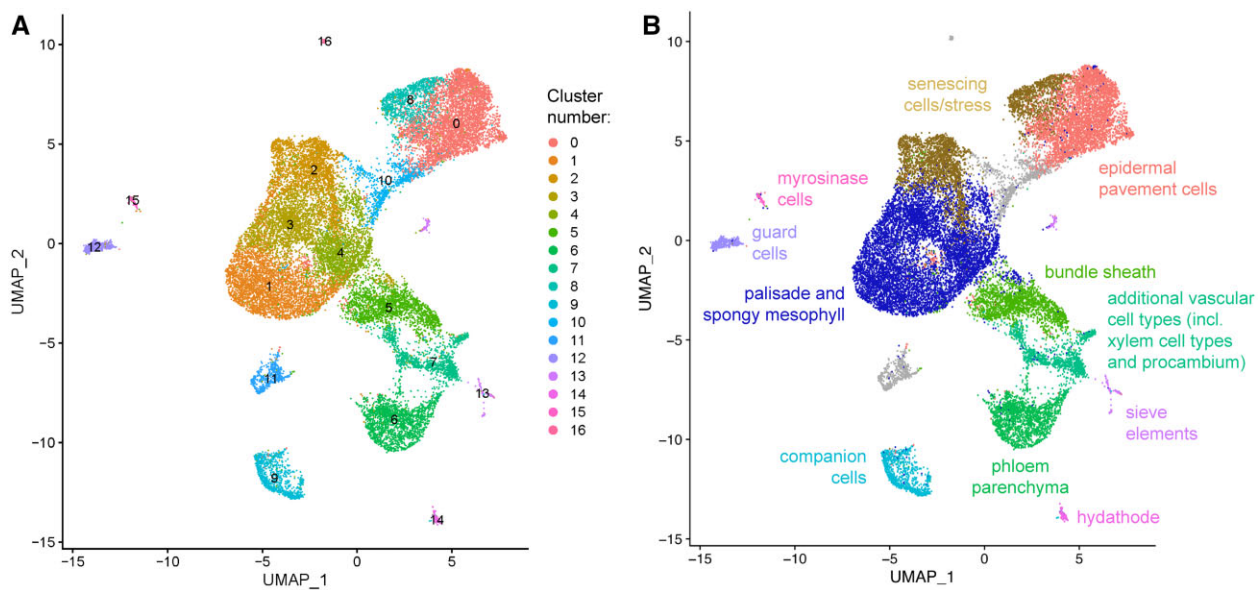 A
B
10
5
0
−5
−10
−15
UMAP_2
−10
−5
0
5
UMAP_1
16
8
0
2
10
15
3
12
4
1
5
7
11
13
6
9
14
Cluster
number:
0
1
2
3
4
5
6
7
8
9
10
11
12
13
14
15
16
10
5
0
−5
−10
−15
UMAP_2
−15
−10
−5
0
5
UMAP_1
senescing
cells/stress
epidermal
pavement cells
myrosinase
cells
guard
cells
palisade and
spongy mesophyll
bundle sheath
additional vascular
cell types (incl.
xylem cell types
and procambium)
sieve
elements
companion
cells
phloem
parenchyma
hydathode
−15